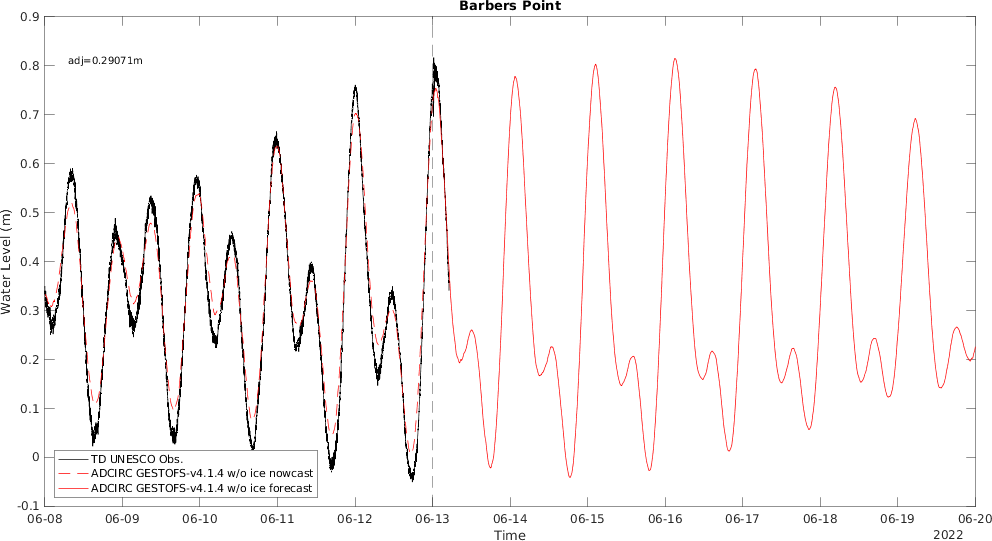 Barbers Point
adj=0.29071m
Water Level (m)
0.9
0.8
0.7
0.6
0.5
0.4
0.3
0.2
0.1
0
-0.1
TD UNESCO Obs.
ADCIRC GESTOFS-v4.1.4 w/o ice nowcast
ADCIRC GESTOFS-v4.1.4 w/o ice forecast
06-08 06-09 06-10 06-11 06-12 06-13 06-14 06-15 06-16 06-17 06-18 06-19 06-20
Time
2022